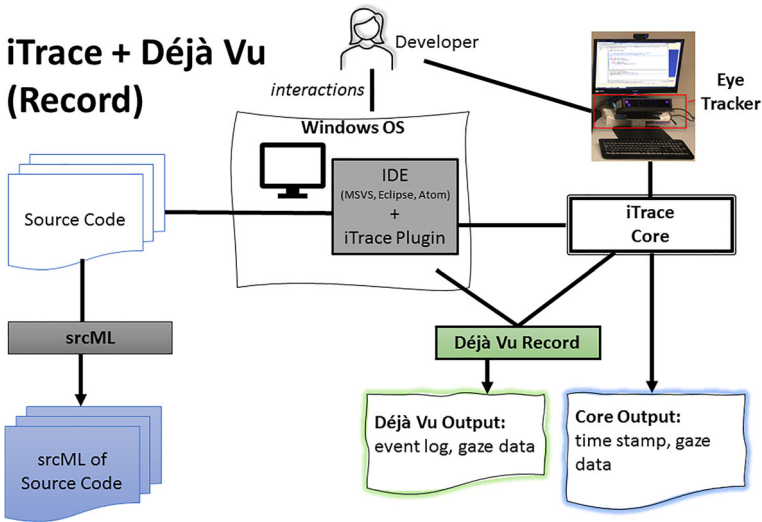 iTrace + Déjà Vu
(Record)
Developer
interactions
Eye
Tracker
Windows OS
IDE
(MSVS, Eclipse, Atom)
+
iTrace Plugin
Source Code
iTrace
Core
srcML
Déjà Vu Record
Déjà Vu Output:
event log, gaze data
Core Output:
time stamp, gaze
data
srcML of
Source Code